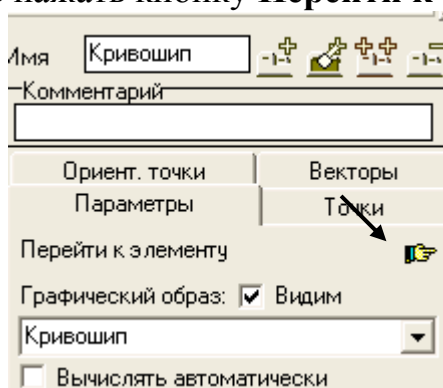 нажать кнопку Перейти к
Имя Кривошип
Комментарий
Ориент. точки Векторы
Параметры Точки
Перейти к элементу
Графический образ: Видим
Кривошип
Вычислять автоматически